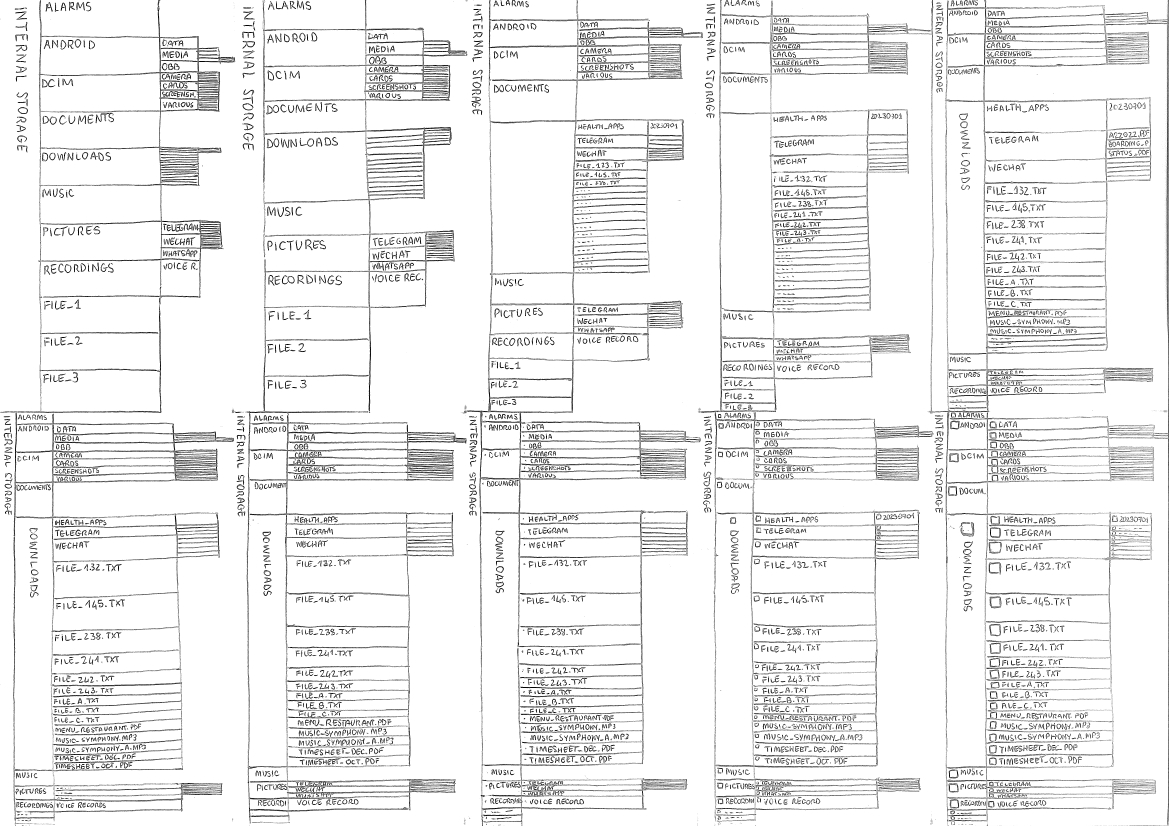 INTERNAL STORAGE
ALARMS
ANDROID
DATA
MEDIA
OBB
DCIM
CAMERA
CARDS
SCREENSH.
VARIOUS
DOCUMENTS
DOWNLOADS
MUSIC
PICTURES
TELEGRAM
WECHAT
WHATSAPP
RECORDINGS
VOICE R.
FILE_1
FILE_2
FILE_3
INTERNAL STORAGE
ALARMS
ANDROID
DATA
MEDIA
OBB
DCIM
CAMERA
CARDS
SCREENSHOTS
VARIOUS
DOCUMENTS
DOWNLOADS
MUSIC
PICTURES
TELEGRAM
WECHAT
WHATSAPP
RECORDINGS
VOICE REC.
FILE_1
FILE_2
FILE_3
INTERNAL STORAGE
ALARMS
ANDROID
DATA
MEDIA
OBB
DCIM
CAMERA
CARDS
SCREENSHOTS
VARIOUS
DOCUMENTS
HEALTH_APPS 20230701
TELEGRAM
WECHAT
FILE_145.TXT
MUSIC
PICTURES
TELEGRAM
WECHAT
WHATSAPP
RECORDINGS VOICE RECORD
FILE_1
FILE_2
FILE_3
INTERNAL STORAGE
ALARMS
ANDROID
DATA
MEDIA
OBB
DCIM
CAMERA
CARDS
SCREENSHOTS
VARIOUS
DOCUMENTS
HEALTH_APPS 20230701
TELEGRAM
WECHAT
FILE_132.TXT
FILE_145.TXT
FILE_238.TXT
FILE_241.TXT
FILE_242.TXT
FILE_243.TXT
FILE_A.TXT
MUSIC
PICTURES
TELEGRAM
WECHAT
WHATSAPP
RECORDINGS VOICE RECORD
FILE_1
FILE_2
FILE_3
INTERNAL STORAGE
ALARMS
ANDROID
DATA
MEDIA
OBB
DCIM
CAMERA
CARDS
SCREENSHOTS
VARIOUS
DOCUMENTS
DOWNLOADS
HEALTH_APPS 20230701
TELEGRAM
BOARDING_P
STATUS_PDF
WECHAT
FILE_132.TXT
FILE_145.TXT
FILE_238.TXT
FILE_241.TXT
FILE_242.TXT
FILE_243.TXT
FILE_A.TXT
FILE_B.TXT
FILE_C.TXT
MENU_RESTAURANT.PDF
MUSIC_SYMPHONY.MP3
MUSIC_SYMPHONY_A.MP3
MUSIC
PICTURES
TELEGRAM
WECHAT
WHATSAPP
RECORDING VOICE RECORD
INTERNAL STORAGE
ALARMS
ANDROID
DATA
MEDIA
OBB
DCIM
CAMERA
CARDS
SCREENSHOTS
VARIOUS
DOCUMENTS
DOWNLOADS
HEALTH_APPS
TELEGRAM
WECHAT
FILE_132.TXT
FILE_145.TXT
FILE_238.TXT
FILE_241.TXT
FILE_242.TXT
FILE_243.TXT
FILE_A.TXT
FILE_B.TXT
FILE_C.TXT
MENU_RESTAURANT.PDF
MUSIC_SYMPHONY.MP3
MUSIC_SYMPHONY_A.MP3
TIMESHEET_DEC.PDF
TIMESHEET_OCT.PDF
MUSIC
PICTURES
RECORDINGS VOICE RECORDS
INTERNAL STORAGE
ALARMS
ANDROID
DATA
MEDIA
OBB
DCIM
CAMERA
CARDS
SCREENSHOTS
VARIOUS
DOCUMENT
DOWNLOADS
HEALTH_APPS
TELEGRAM
WECHAT
FILE_132.TXT
FILE_145.TXT
FILE_238.TXT
FILE_241.TXT
FILE_242.TXT
FILE_243.TXT
FILE_A.TXT
FILE_B.TXT
FILE_C.TXT
MENU_RESTAURANT.PDF
MUSIC_SYMPHONY.MP3
MUSIC_SYMPHONY_A.MP3
TIMESHEET_DEC.PDF
TIMESHEET_OCT.PDF
MUSIC
PICTURES
TELEGRAM
WECHAT
WHATSAPP
RECORDI VOICE RECORD
INTERNAL STORAGE
ALARMS
ANDROID
DATA
MEDIA
OBB
DCIM
CAMERA
CARDS
SCREENSHOTS
VARIOUS
DOCUMENT
DOWNLOADS
HEALTH_APPS
TELEGRAM
WECHAT
FILE_132.TXT
FILE_145.TXT
FILE_238.TXT
FILE_241.TXT
FILE_242.TXT
FILE_243.TXT
FILE_A.TXT
FILE_B.TXT
FILE_C.TXT
MENU_RESTAURANT.PDF
MUSIC_SYMPHONY.MP3
MUSIC_SYMPHONY_A.MP3
TIMESHEET_DEC.PDF
TIMESHEET_OCT.PDF
MUSIC
PICTURES
TELEGRAM
WECHAT
WHATSAPP
RECORDING VOICE RECORD
INTERNAL STORAGE
ALARMS
ANDROI
DATA
MEDIA
OBB
DCIM
CAMERA
CARDS
SCREENSHOTS
VARIOUS
DOCUM.
DOWNLOADS
HEALTH_APPS 20230701
TELEGRAM
WECHAT
FILE_132.TXT
FILE_145.TXT
FILE_238.TXT
FILE_241.TXT
FILE_242.TXT
FILE_243.TXT
FILE_A.TXT
FILE_B.TXT
FILE_C.TXT
MENU_RESTAURANT.PDF
MUSIC_SYMPHONY.MP3
MUSIC_SYMPHONY_A.MP3
TIMESHEET_DEC.PDF
TIMESHEET_OCT.PDF
MUSIC
PICTURES
TELEGRAM
WECHAT
RECORDIN VOICE RECORD
INTERNAL STORAGE
ALARMS
ANDROI
DATA
MEDIA
OBB
DCIM
CAMERA
CARDS
SCREENSHOTS
VARIOUS
DOCUM.
DOWNLOADS
HEALTH_APPS 20230701
TELEGRAM
WECHAT
FILE_132.TXT
FILE_145.TXT
FILE_238.TXT
FILE_241.TXT
FILE_242.TXT
FILE_243.TXT
FILE_A.TXT
FILE_B.TXT
FILE_C.TXT
MENU_RESTAURANT.PDF
MUSIC_SYMPHONY.MP3
MUSIC_SYMPHONY_A.MP3
TIMESHEET_DEC.PDF
TIMESHEET_OCT.PDF
MUSIC
PICTURE
TELEGRAM
WECHAT
RECORDI VOICE RECORD